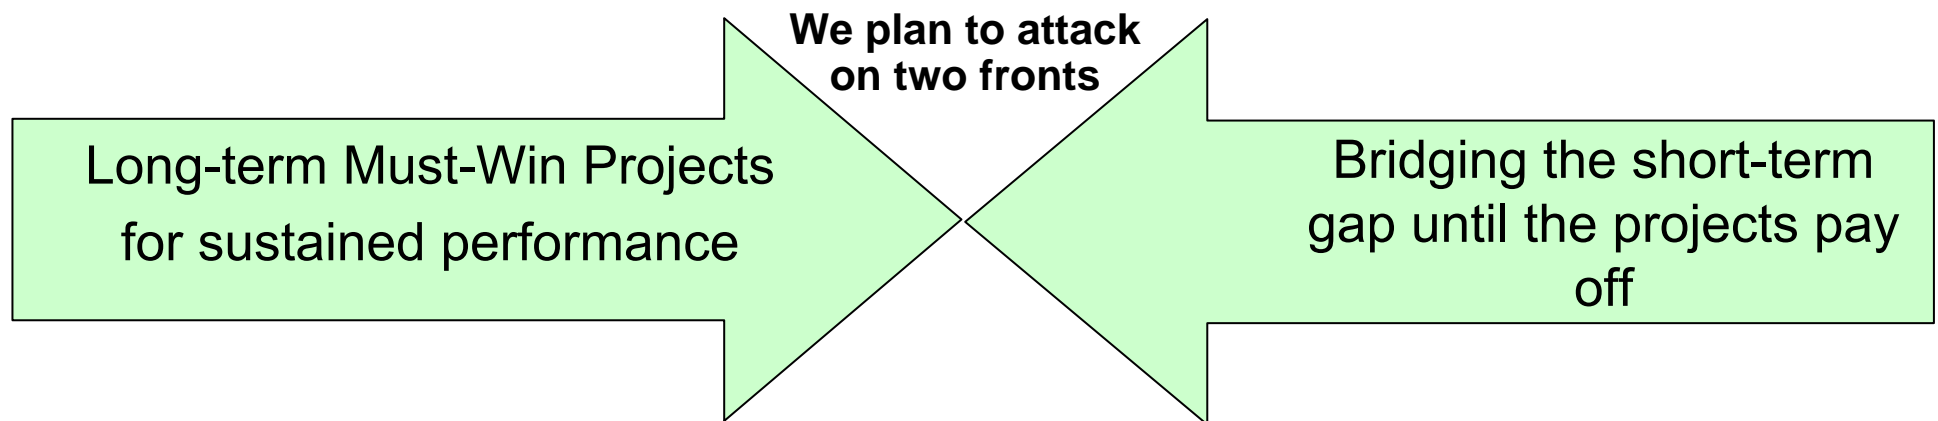 We plan to attack
on two fronts
Long-term Must-Win Projects
for sustained performance
Bridging the short-term
gap until the projects pay
off